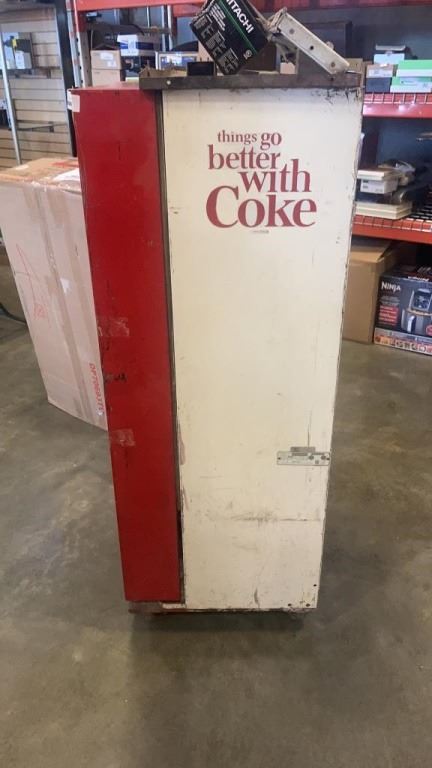 HITACHI
things go
better
with
Coke
NINJA